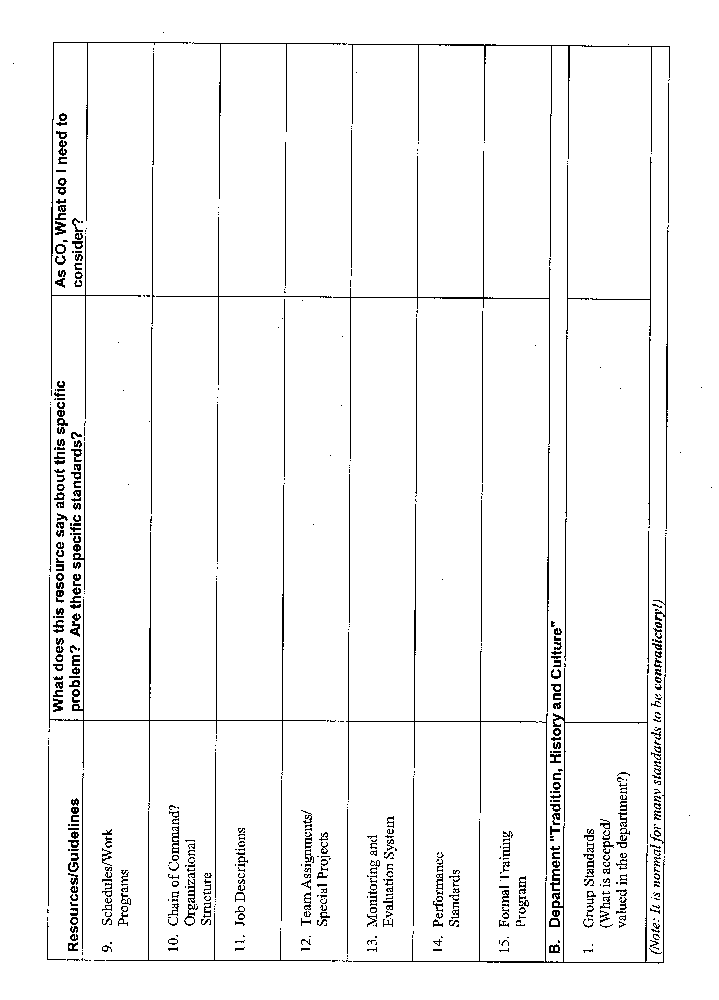 Resources/Guidelines
What does this resource say about this specific
problem?  Are there specific standards?
As CO, What do I need to
consider?
9. Schedules/Work
Programs
10. Chain of Command?
Organizational
Structure
11. Job Descriptions
12. Team Assignments/
Special Projects
13. Monitoring and
Evaluation System
14. Performance
Standards
15. Formal Training
Program
B. Department "Tradition, History and Culture"
1. Group Standards
(What is accepted/
valued in the department?)
(Note: It is normal for many standards to be contradictory!)